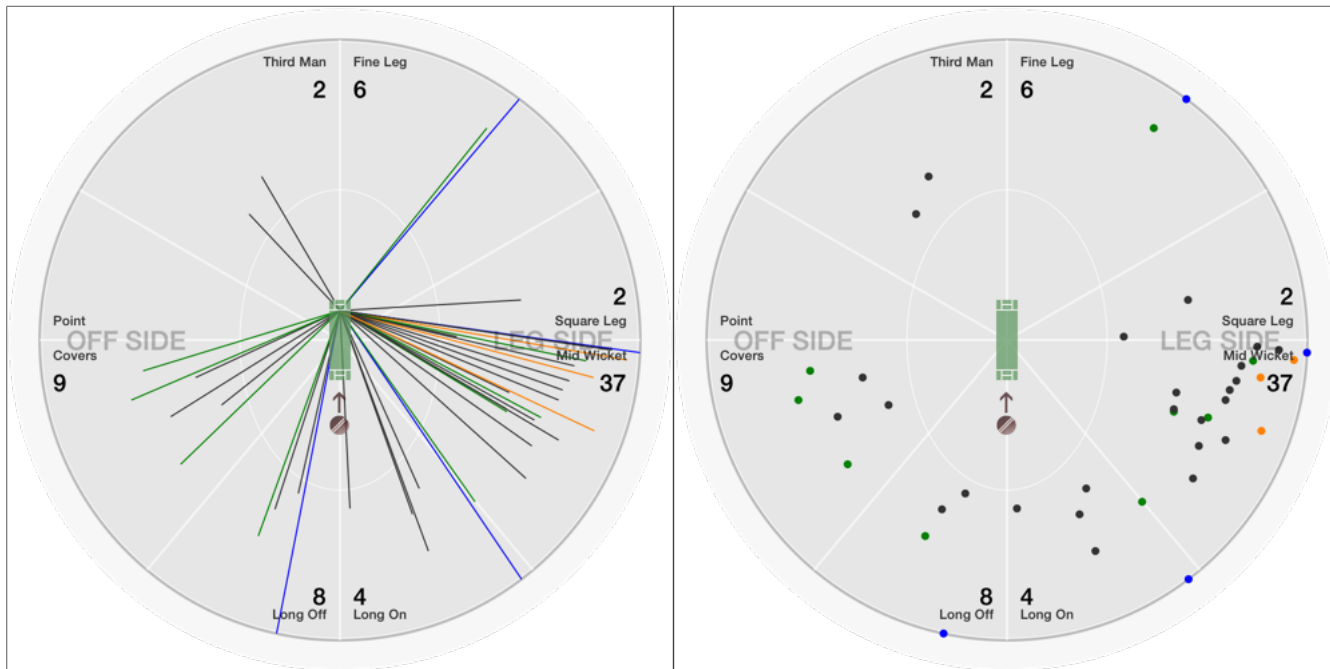 Third Man
Fine Leg
2
6
2
Point
Square Leg
OFF SIDE
LEG SIDE
Covers
Mid Wicket
9
37
8
4
Long Off
Long On
Third Man
Fine Leg
2
6
2
Point
Square Leg
OFF SIDE
LEG SIDE
Covers
Mid Wicket
9
37
8
4
Long Off
Long On